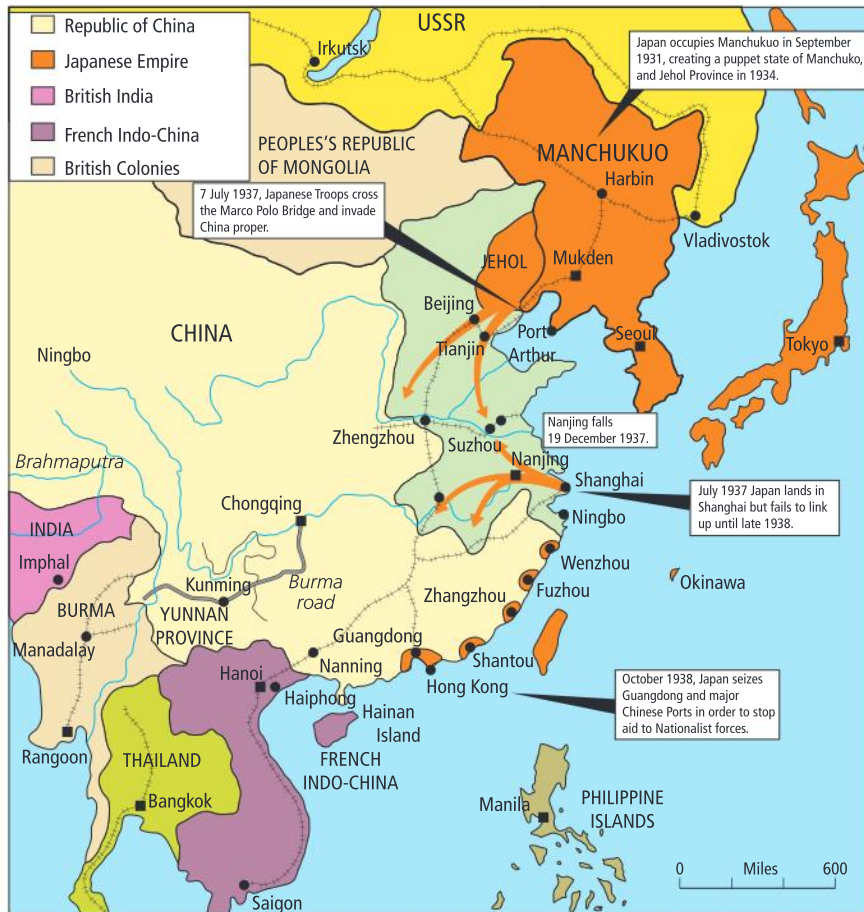 Republic of China
Japanese Empire
British India
French Indo-China
British Colonies
USSR
Irkutsk
Japan occupies Manchukuo in September
1931, creating a puppet state of Manchuko,
and Jehol Province in 1934.
PEOPLES'S REPUBLIC
OF MONGOLIA
MANCHUKUO
Harbin
7 July 1937, Japanese Troops cross
the Marco Polo Bridge and invade
China proper.
Vladivostok
JEHOL
Mukden
Beijing
CHINA
Port
Arthur
Seoul
Tianjin
Tokyo
Ningbo
Nanjing falls
19 December 1937.
Zhengzhou
Suzhou
Brahmaputra
Nanjing
Shanghai
July 1937 Japan lands in
Shanghai but fails to link
up until late 1938.
Chongqing
Ningbo
INDIA
Imphal
Wenzhou
Kunming
Burma
road
Okinawa
Fuzhou
BURMA
Zhangzhou
YUNNAN
PROVINCE
Manadalay
Guangdong
Shantou
Nanning
Hanoi
Hong Kong
Haiphong
October 1938, Japan seizes
Guangdong and major
Chinese Ports in order to stop
aid to Nationalist forces.
Hainan
Island
Rangoon
THAILAND
FRENCH
INDO-CHINA
Bangkok
Manila
PHILIPPINE
ISLANDS
0 Miles 600
Saigon